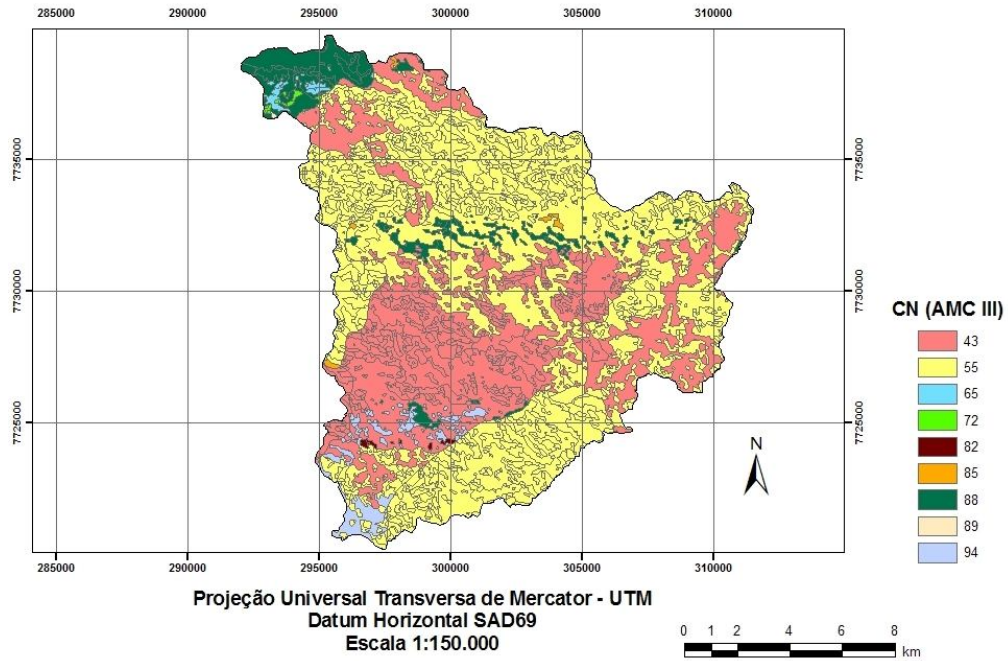 285000 290000 295000 300000 305000 310000
7735000 7735000
7730000 7730000
7725000 7725000
285000 290000 295000 300000 305000 310000
CN (AMC III)
43
55
65
72
82
85
88
89
94
N
Projeção Universal Transversa de Mercator - UTM
Datum Horizontal SAD69
Escala 1:150.000
0 1 2 4 6 8
km